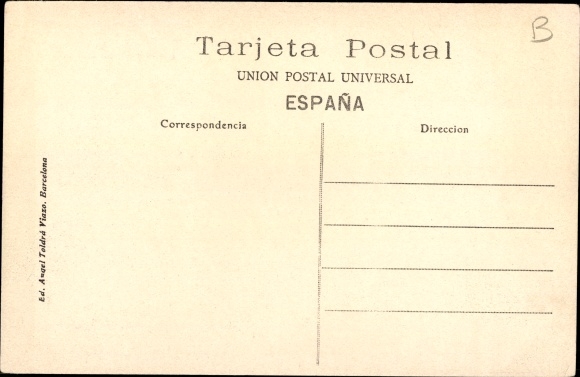 B
Tarjeta Postal
UNION POSTAL UNIVERSAL
ESPAÑA
Correspondencia
Direccion
Ed. Angel Toldrá Viazo. Barcelona